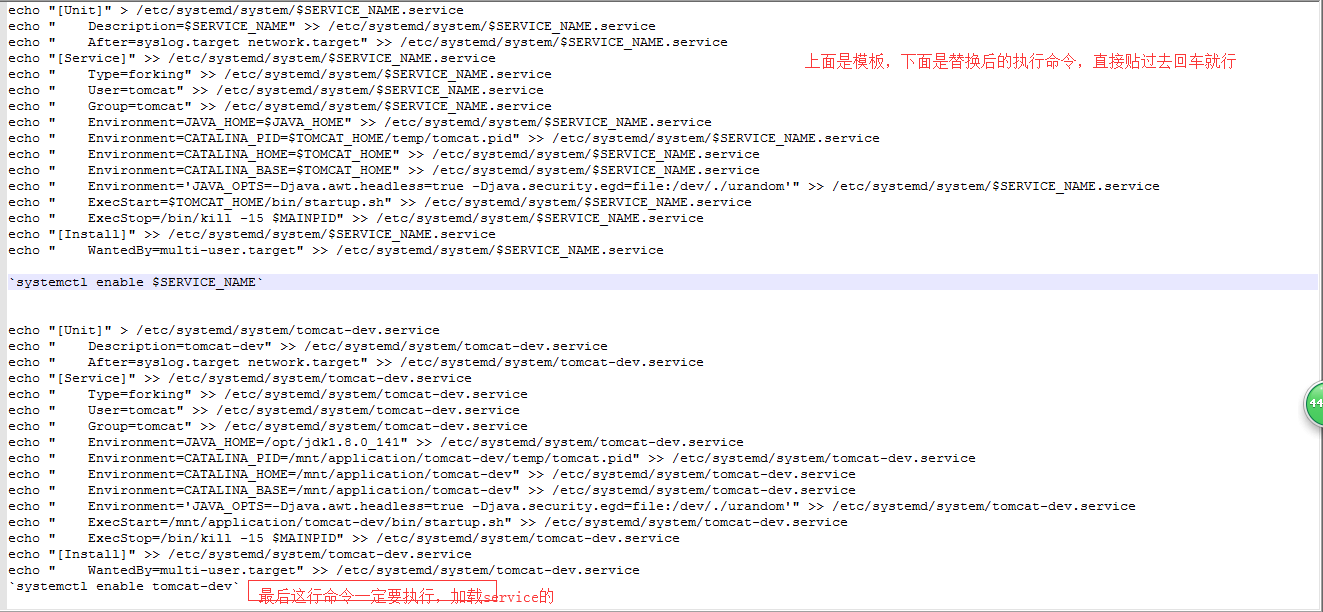 echo "[Unit]" > /etc/systemd/system/$SERVICE_NAME.service
echo "    Description=$SERVICE_NAME" >> /etc/systemd/system/$SERVICE_NAME.service
echo "    After=syslog.target network.target" >> /etc/systemd/system/$SERVICE_NAME.service
echo "[Service]" >> /etc/systemd/system/$SERVICE_NAME.service
上面是模板，下面是替换后的执行命令，直接贴过去回车就行
echo "    Type=forking" >> /etc/systemd/system/$SERVICE_NAME.service
echo "    User=tomcat" >> /etc/systemd/system/$SERVICE_NAME.service
echo "    Group=tomcat" >> /etc/systemd/system/$SERVICE_NAME.service
echo "    Environment=JAVA_HOME=$JAVA_HOME" >> /etc/systemd/system/$SERVICE_NAME.service
echo "    Environment=CATALINA_PID=$TOMCAT_HOME/temp/tomcat.pid" >> /etc/systemd/system/$SERVICE_NAME.service
echo "    Environment=CATALINA_HOME=$TOMCAT_HOME" >> /etc/systemd/system/$SERVICE_NAME.service
echo "    Environment=CATALINA_BASE=$TOMCAT_HOME" >> /etc/systemd/system/$SERVICE_NAME.service
echo "    Environment='JAVA_OPTS=-Djava.awt.headless=true -Djava.security.egd=file:/dev/./urandom'" >> /etc/systemd/system/$SERVICE_NAME.service
echo "    ExecStart=$TOMCAT_HOME/bin/startup.sh" >> /etc/systemd/system/$SERVICE_NAME.service
echo "    ExecStop=/bin/kill -15 $MAINPID" >> /etc/systemd/system/$SERVICE_NAME.service
echo "[Install]" >> /etc/systemd/system/$SERVICE_NAME.service
echo "    WantedBy=multi-user.target" >> /etc/systemd/system/$SERVICE_NAME.service
`systemctl enable $SERVICE_NAME`
echo "[Unit]" > /etc/systemd/system/tomcat-dev.service
echo "    Description=tomcat-dev" >> /etc/systemd/system/tomcat-dev.service
echo "    After=syslog.target network.target" >> /etc/systemd/system/tomcat-dev.service
echo "[Service]" >> /etc/systemd/system/tomcat-dev.service
echo "    Type=forking" >> /etc/systemd/system/tomcat-dev.service
44
echo "    User=tomcat" >> /etc/systemd/system/tomcat-dev.service
echo "    Group=tomcat" >> /etc/systemd/system/tomcat-dev.service
echo "    Environment=JAVA_HOME=/opt/jdk1.8.0_141" >> /etc/systemd/system/tomcat-dev.service
echo "    Environment=CATALINA_PID=/mnt/application/tomcat-dev/temp/tomcat.pid" >> /etc/systemd/system/tomcat-dev.service
echo "    Environment=CATALINA_HOME=/mnt/application/tomcat-dev" >> /etc/systemd/system/tomcat-dev.service
echo "    Environment=CATALINA_BASE=/mnt/application/tomcat-dev" >> /etc/systemd/system/tomcat-dev.service
echo "    Environment='JAVA_OPTS=-Djava.awt.headless=true -Djava.security.egd=file:/dev/./urandom'" >> /etc/systemd/system/tomcat-dev.service
echo "    ExecStart=/mnt/application/tomcat-dev/bin/startup.sh" >> /etc/systemd/system/tomcat-dev.service
echo "    ExecStop=/bin/kill -15 $MAINPID" >> /etc/systemd/system/tomcat-dev.service
echo "[Install]" >> /etc/systemd/system/tomcat-dev.service
echo "    WantedBy=multi-user.target" >> /etc/systemd/system/tomcat-dev.service
`systemctl enable tomcat-dev`
最后这行命令一定要执行，加载service的